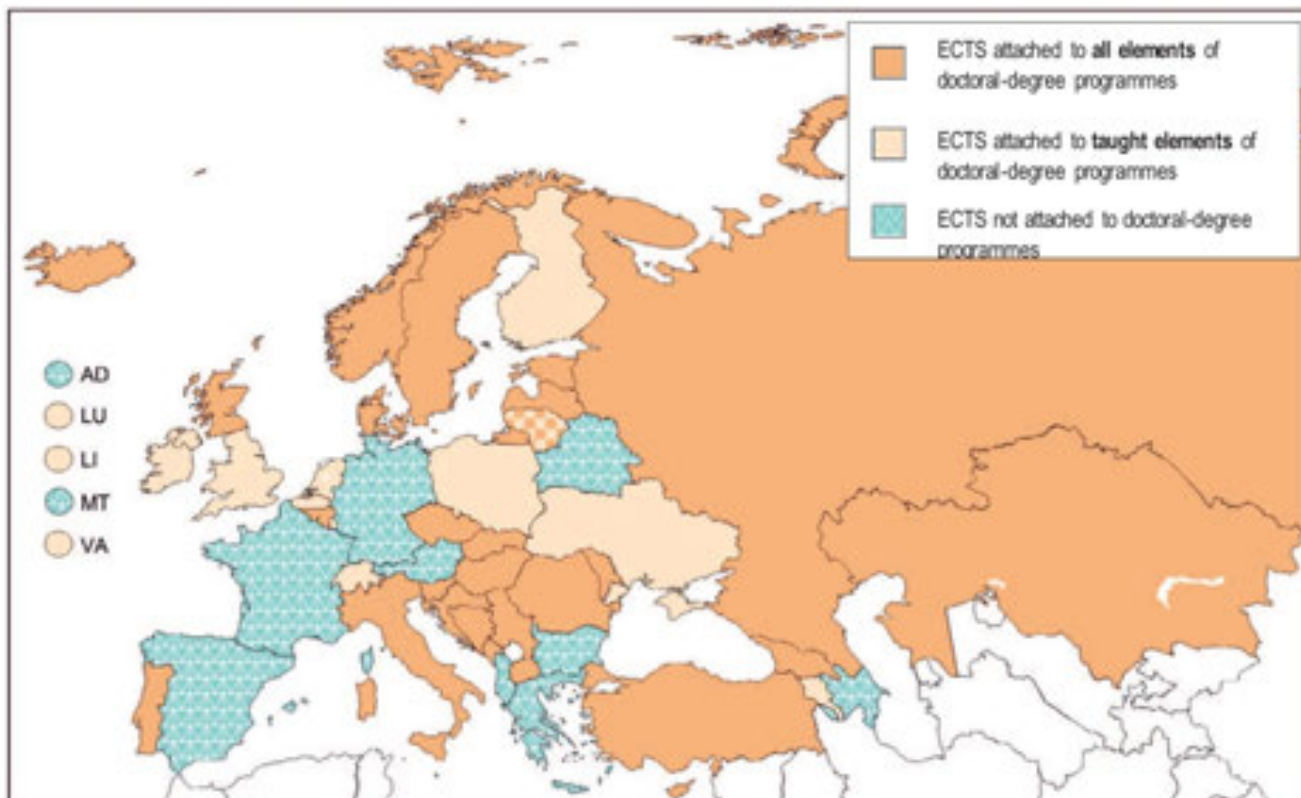 ECTS attached to all elements of
doctoral-degree programmes
ECTS attached to taught elements of
doctoral-degree programmes
ECTS not attached to doctoral-degree
programmes
AD
LU
LI
MT
VA